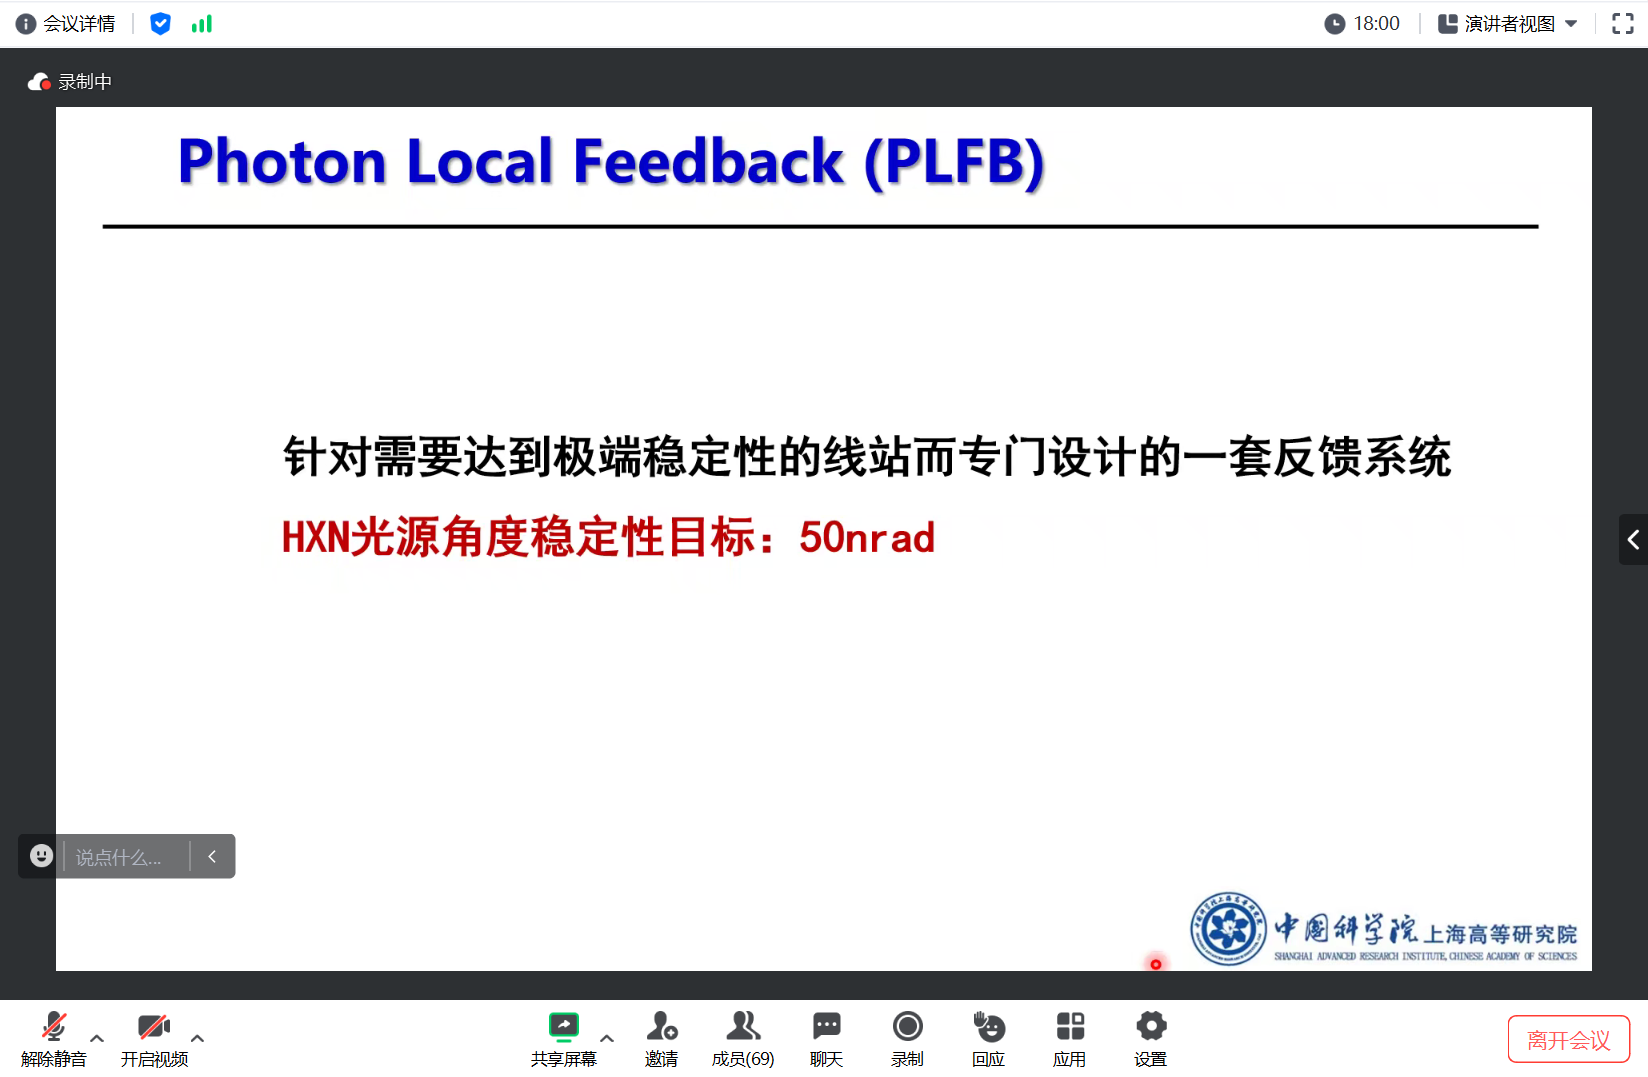 会议详情
18:00
演讲者视图
录制中
Photon Local Feedback (PLFB)
针对需要达到极端稳定性的线站而专门设计的一套反馈系统
HXN光源角度稳定性目标：50nrad
说点什么...
中国科学院上海高等研究院
SHANGHAI ADVANCED RESEARCH INSTITUTE, CHINESE ACADEMY OF SCIENCES
解除静音
开启视频
共享屏幕
邀请
成员(69)
聊天
录制
回应
应用
设置
离开会议